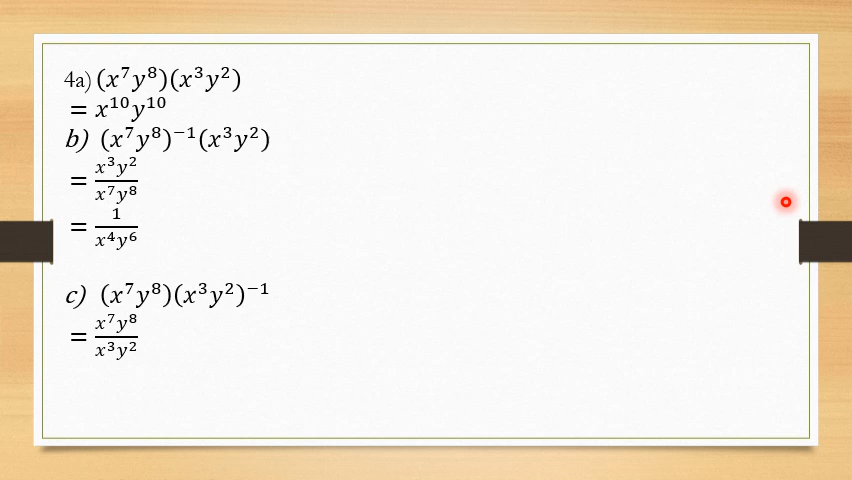 4a) (x⁷y⁸)(x³y²)
= x¹⁰y¹⁰
b) (x⁷y⁸)⁻¹(x³y²)
= x³y²/x⁷y⁸
= 1/x⁴y⁶
c) (x⁷y⁸)(x³y²)⁻¹
= x⁷y⁸/x³y²